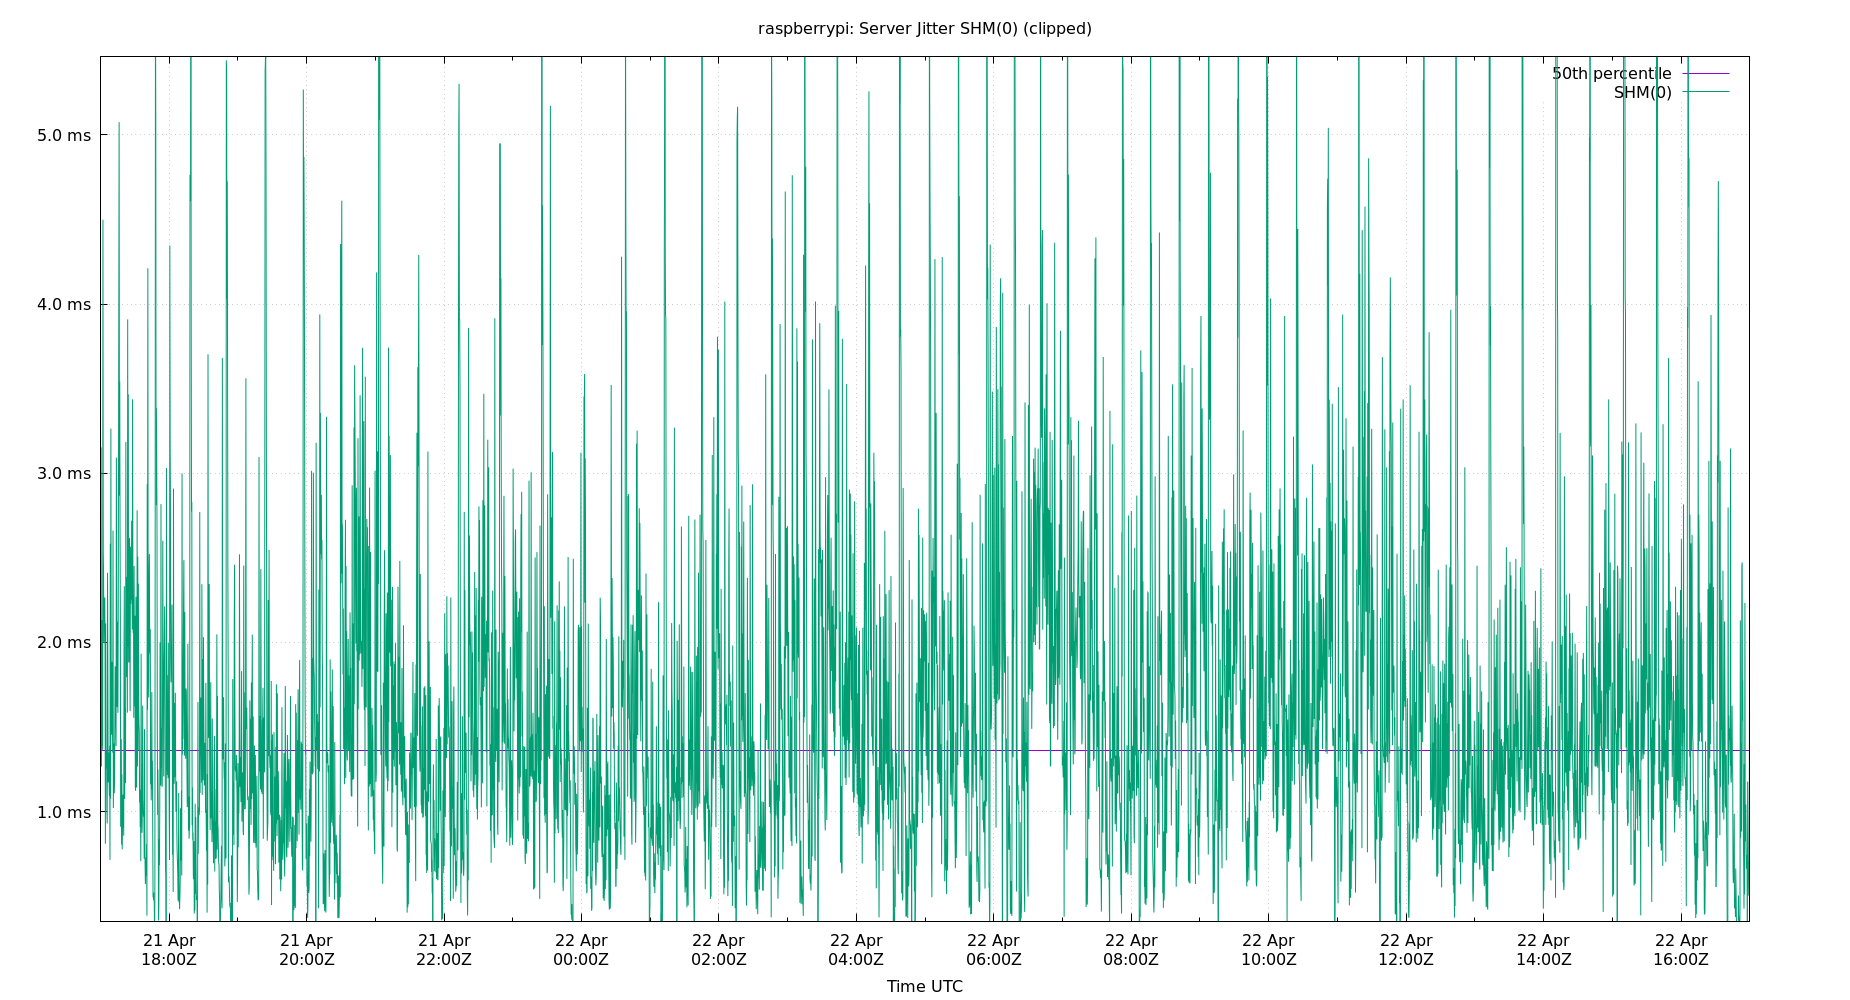 raspberrypi: Server Jitter SHM(0) (clipped)
50th percentile
SHM(0)
5.0 ms
4.0 ms
3.0 ms
2.0 ms
1.0 ms
21 Apr 21 Apr 21 Apr 22 Apr 22 Apr 22 Apr 22 Apr 22 Apr 22 Apr 22 Apr 22 Apr 22 Apr
18:00Z 20:00Z 22:00Z 00:00Z 02:00Z 04:00Z 06:00Z 08:00Z 10:00Z 12:00Z 14:00Z 16:00Z
Time UTC